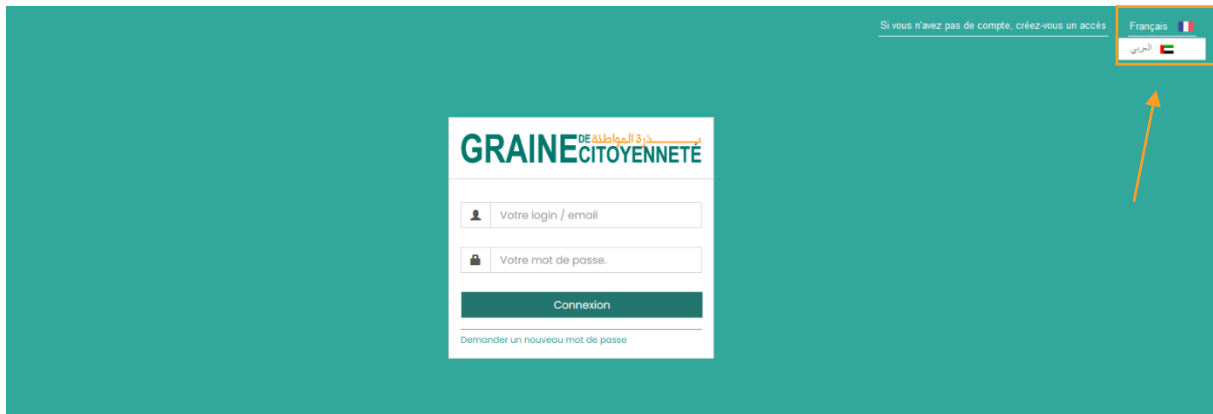 Si vous n'avez pas de compte, créez-vous un accès
Français
العربي
GRAINE DE CITOYENNETÉ
بـــذرة المواطنة
Votre login / email
Votre mot de passe.
Connexion
Demander un nouveau mot de passe